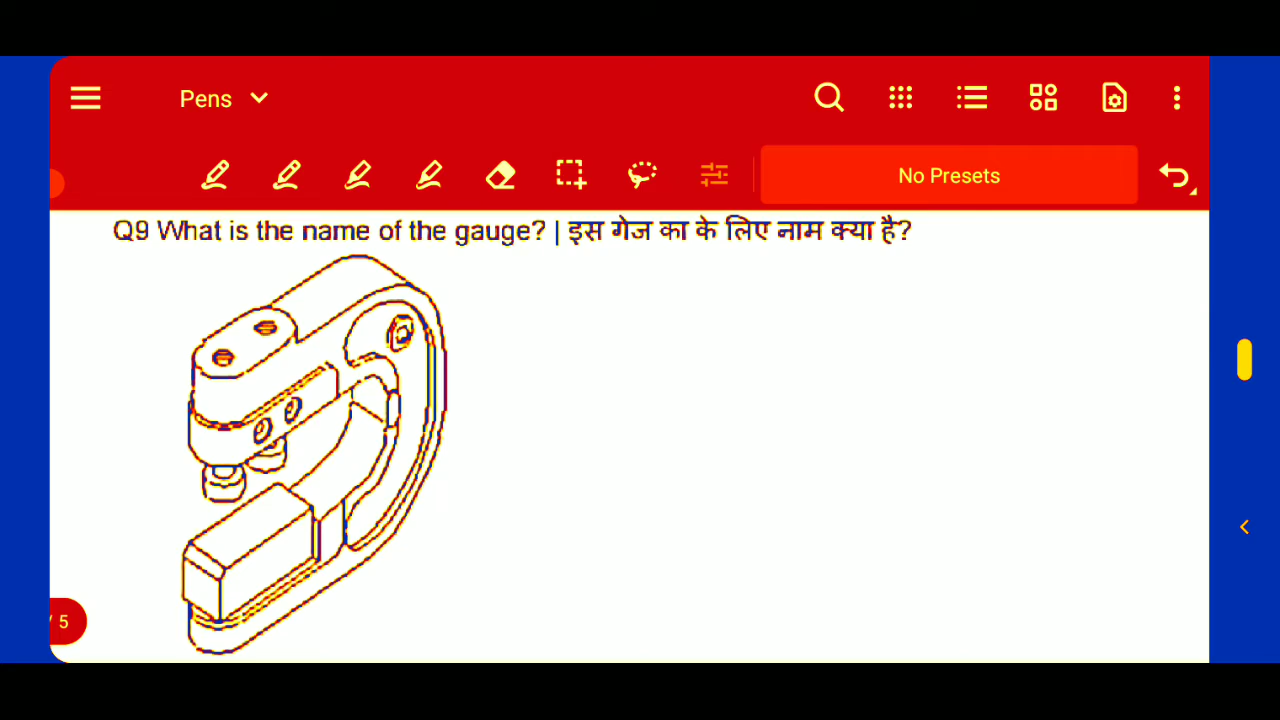 Pens
No Presets
Q9 What is the name of the gauge? | इस गेज का के लिए नाम क्या है?
/ 5